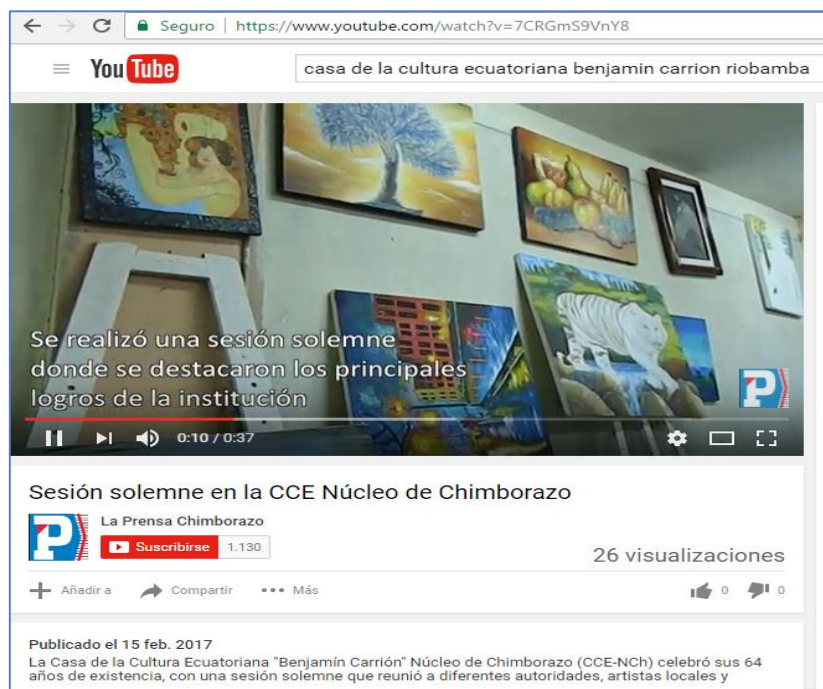 Seguro | https://www.youtube.com/watch?v=7CRGmS9VnY8
YouTube
casa de la cultura ecuatoriana benjamin carrion riobamba
Se realizó una sesión solemne
donde se destacaron los principales
logros de la institución
P
0:10 / 0:37
Sesión solemne en la CCE Núcleo de Chimborazo
P
La Prensa Chimborazo
Suscribirse 1.130
26 visualizaciones
Añadir a Compartir Más 0 0
Publicado el 15 feb. 2017
La Casa de la Cultura Ecuatoriana "Benjamín Carrión" Núcleo de Chimborazo (CCE-NCh) celebró sus 64
años de existencia, con una sesión solemne que reunió a diferentes autoridades, artistas locales y